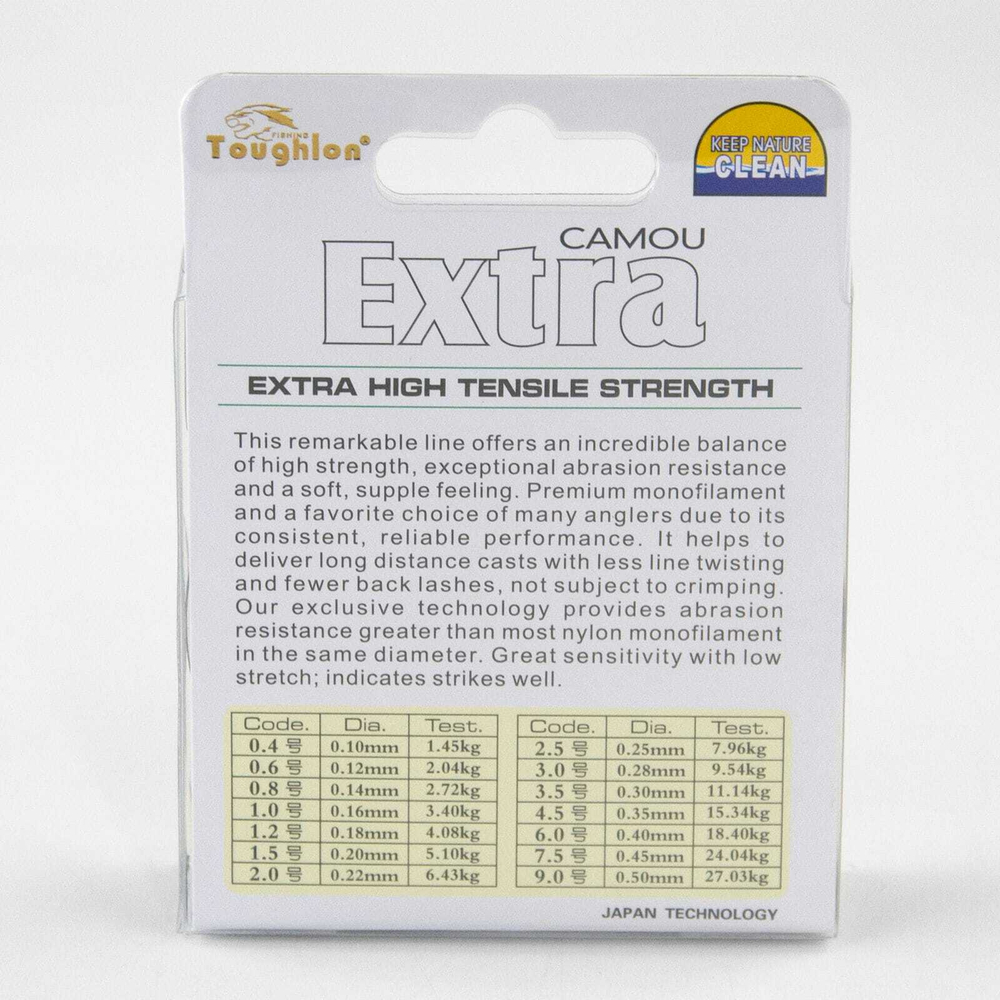 FISHING
Toughlon®
KEEP NATURE
CLEAN
CAMOU
Extra
EXTRA HIGH TENSILE STRENGTH
This remarkable line offers an incredible balance
of high strength, exceptional abrasion resistance
and a soft, supple feeling. Premium monofilament
and a favorite choice of many anglers due to its
consistent, reliable performance. It helps to
deliver long distance casts with less line twisting
and fewer back lashes, not subject to crimping.
Our exclusive technology provides abrasion
resistance greater than most nylon monofilament
in the same diameter. Great sensitivity with low
stretch; indicates strikes well.
Code. Dia. Test.
0.4号 0.10mm 1.45kg
0.6号 0.12mm 2.04kg
0.8号 0.14mm 2.72kg
1.0号 0.16mm 3.40kg
1.2号 0.18mm 4.08kg
1.5号 0.20mm 5.10kg
2.0号 0.22mm 6.43kg
Code. Dia. Test.
2.5号 0.25mm 7.96kg
3.0号 0.28mm 9.54kg
3.5号 0.30mm 11.14kg
4.5号 0.35mm 15.34kg
6.0号 0.40mm 18.40kg
7.5号 0.45mm 24.04kg
9.0号 0.50mm 27.03kg
JAPAN TECHNOLOGY